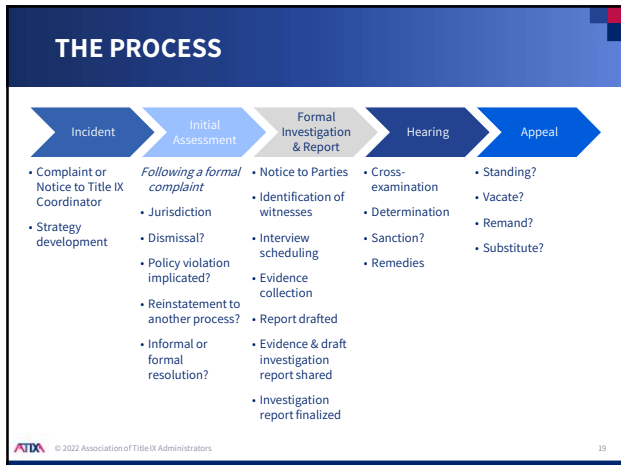 THE PROCESS
Incident
Initial
Assessment
Formal
Investigation
& Report
Hearing
Appeal
• Complaint or
Notice to Title IX
Coordinator
• Strategy
development
Following a formal
complaint
• Jurisdiction
• Dismissal?
• Policy violation
implicated?
• Reinstatement to
another process?
• Informal or
formal
resolution?
• Notice to Parties
• Identification of
witnesses
• Interview
scheduling
• Evidence
collection
• Report drafted
• Evidence & draft
investigation
report shared
• Investigation
report finalized
• Cross-
examination
• Determination
• Sanction?
• Remedies
• Standing?
• Vacate?
• Remand?
• Substitute?
ATIXA © 2022 Association of Title IX Administrators
19